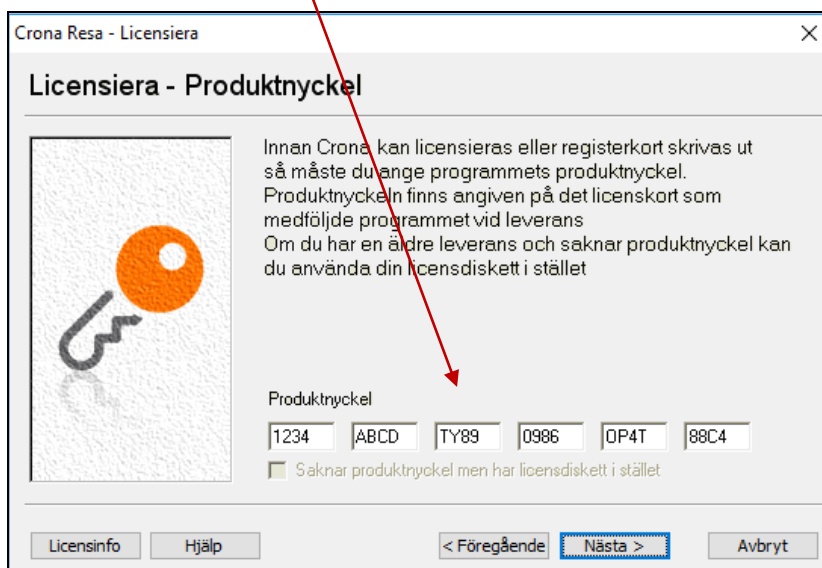 Crona Resa - Licensiera
Licensiera - Produktnyckel
Innan Crona kan licensieras eller registerkort skrivas ut
så måste du ange programmets produktnyckel.
Produktnyckeln finns angiven på det licenskort som
medföljde programmet vid leverans
Om du har en äldre leverans och saknar produktnyckel kan
du använda din licensdiskett i stället
Produktnyckel
1234 ABCD TY89 0986 OP4T 88C4
Saknar produktnyckel men har licensdiskett i stället
Licensinfo Hjälp < Föregående Nästa > Avbryt